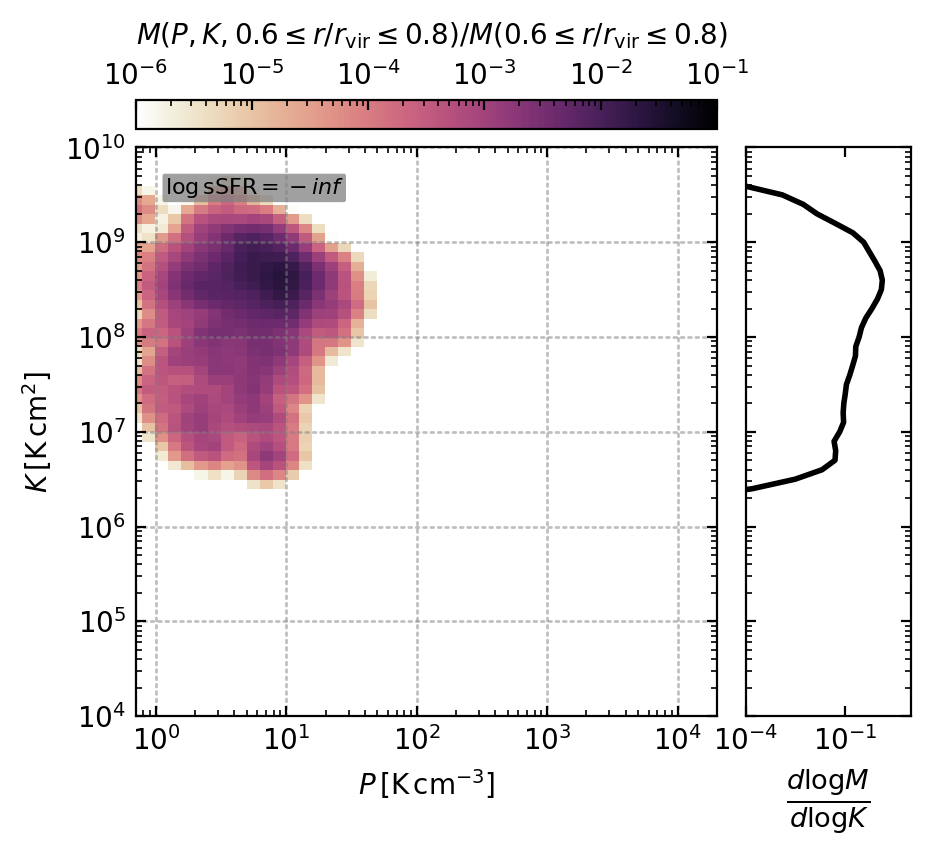 M(P, K, 0.6 ≤ r/r_vir ≤ 0.8)/M(0.6 ≤ r/r_vir ≤ 0.8)
10^−6 10^−5 10^−4 10^−3 10^−2 10^−1
10^10
log sSFR = −inf
10^9
10^8
K [K cm^2]
10^7
10^6
10^5
10^4
10^0 10^1 10^2 10^3 10^4 10^−4 10^−1
P [K cm^−3]
dlogM
dlogK